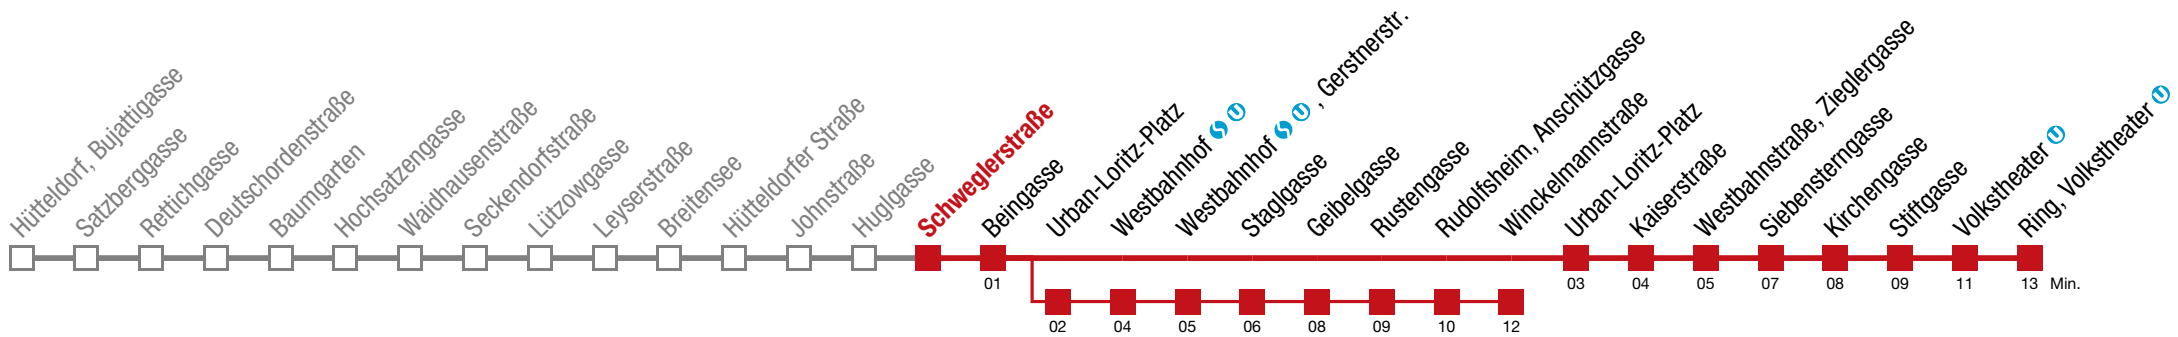 Hütteldorf, Bujattigasse
Satzberggasse
Rettichgasse
Deutschordenstraße
Baumgarten
Hochsatzengasse
Waidhausenstraße
Seckendorfstraße
Lützowgasse
Leyserstraße
Breitensee
Hütteldorfer Straße
Johnstraße
Huglgasse
Schweglerstraße
Beingasse
Urban-Loritz-Platz
Westbahnhof S U
Westbahnhof S U , Gerstnerstr.
Staglgasse
Geibelgasse
Rustengasse
Rudolfsheim, Anschützgasse
Winckelmannstraße
Urban-Loritz-Platz
Kaiserstraße
Westbahnstraße, Zieglergasse
Siebensterngasse
Kirchengasse
Stiftgasse
Volkstheater U
Ring, Volkstheater U
01 03 04 05 07 08 09 11 13 Min.
02 04 05 06 08 09 10 12